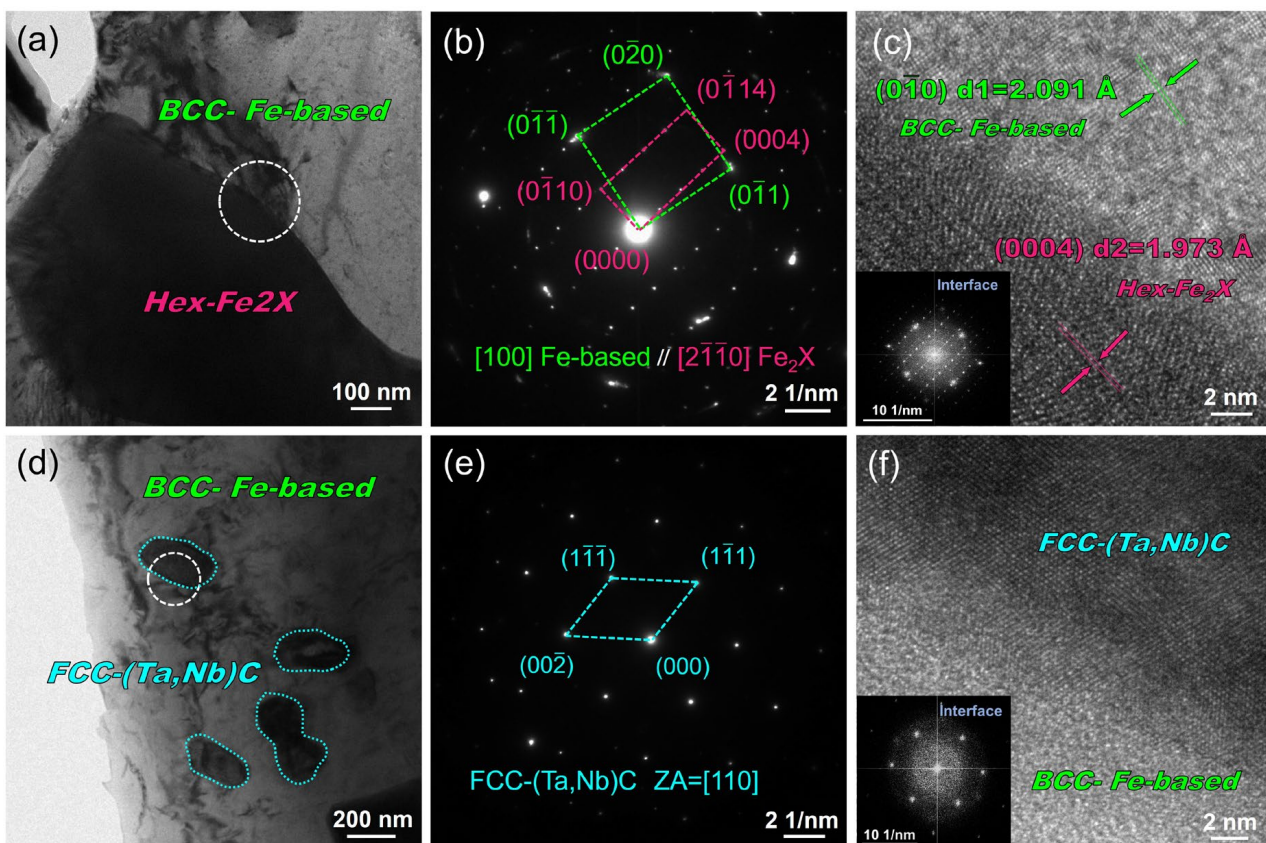 (a)
BCC- Fe-based
Hex-Fe2X
100 nm
(b)
(02̅0)
(01̅14)
(01̅1̅)
(0004)
(01̅10)
(01̅1)
(0000)
[100] Fe-based // [21̅1̅0] Fe₂X
2 1/nm
(c)
(01̅0) d1=2.091 Å
BCC- Fe-based
(0004) d2=1.973 Å
Hex-Fe₂X
Interface
10 1/nm
2 nm
(d)
BCC- Fe-based
FCC-(Ta,Nb)C
200 nm
(e)
(11̅1̅)
(11̅1)
(002̅)
(000)
FCC-(Ta,Nb)C ZA=[110]
2 1/nm
(f)
FCC-(Ta,Nb)C
Interface
BCC- Fe-based
10 1/nm
2 nm